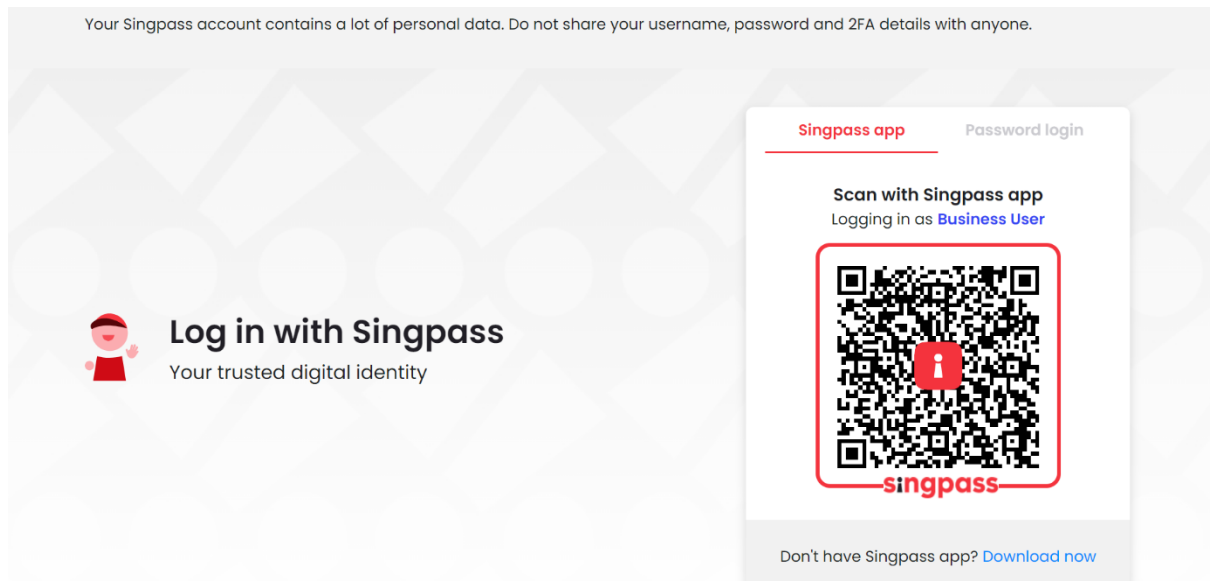 Your Singpass account contains a lot of personal data. Do not share your username, password and 2FA details with anyone.
Singpass app
Password login
Scan with Singpass app
Logging in as Business User
singpass
Log in with Singpass
Your trusted digital identity
Don't have Singpass app? Download now